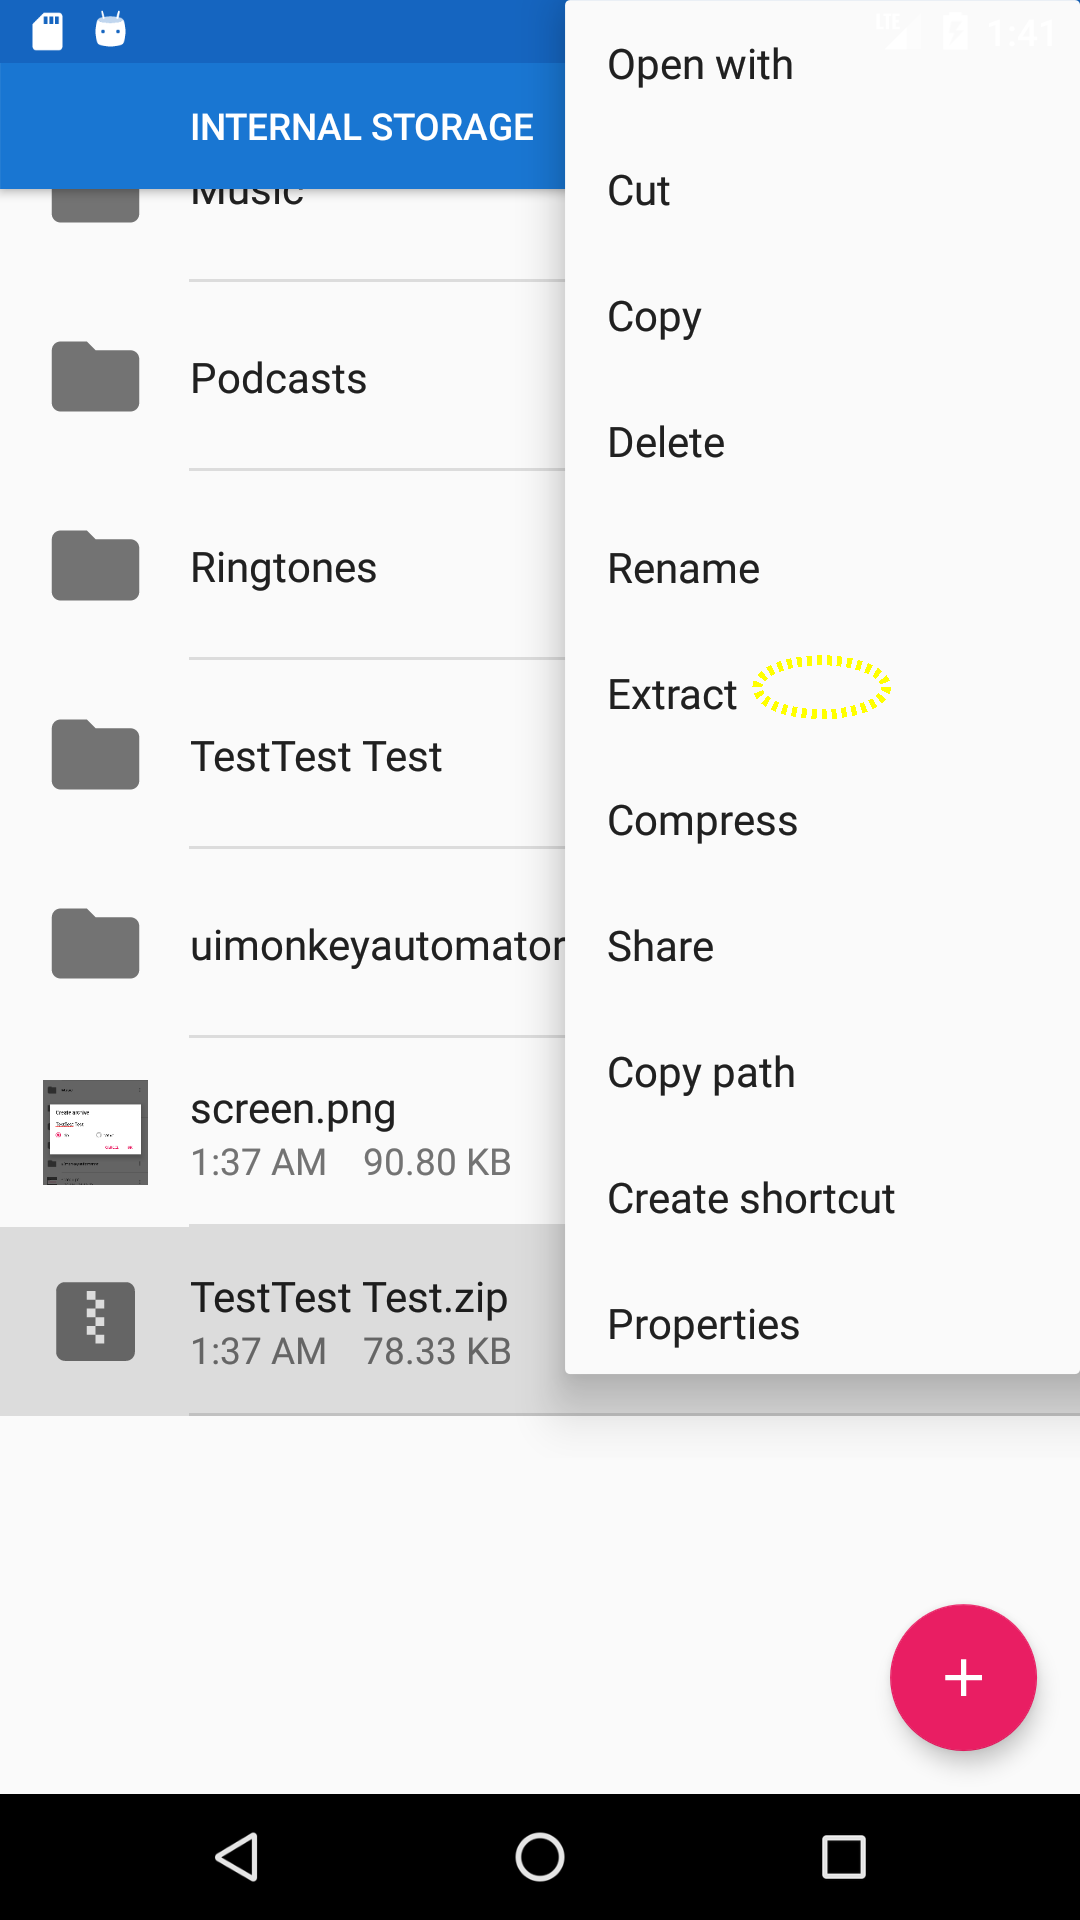 LTE 1:41
INTERNAL STORAGE
Music
Podcasts
Ringtones
TestTest Test
uimonkeyautomator
screen.png
1:37 AM 90.80 KB
TestTest Test.zip
1:37 AM 78.33 KB
Open with
Cut
Copy
Delete
Rename
Extract
Compress
Share
Copy path
Create shortcut
Properties